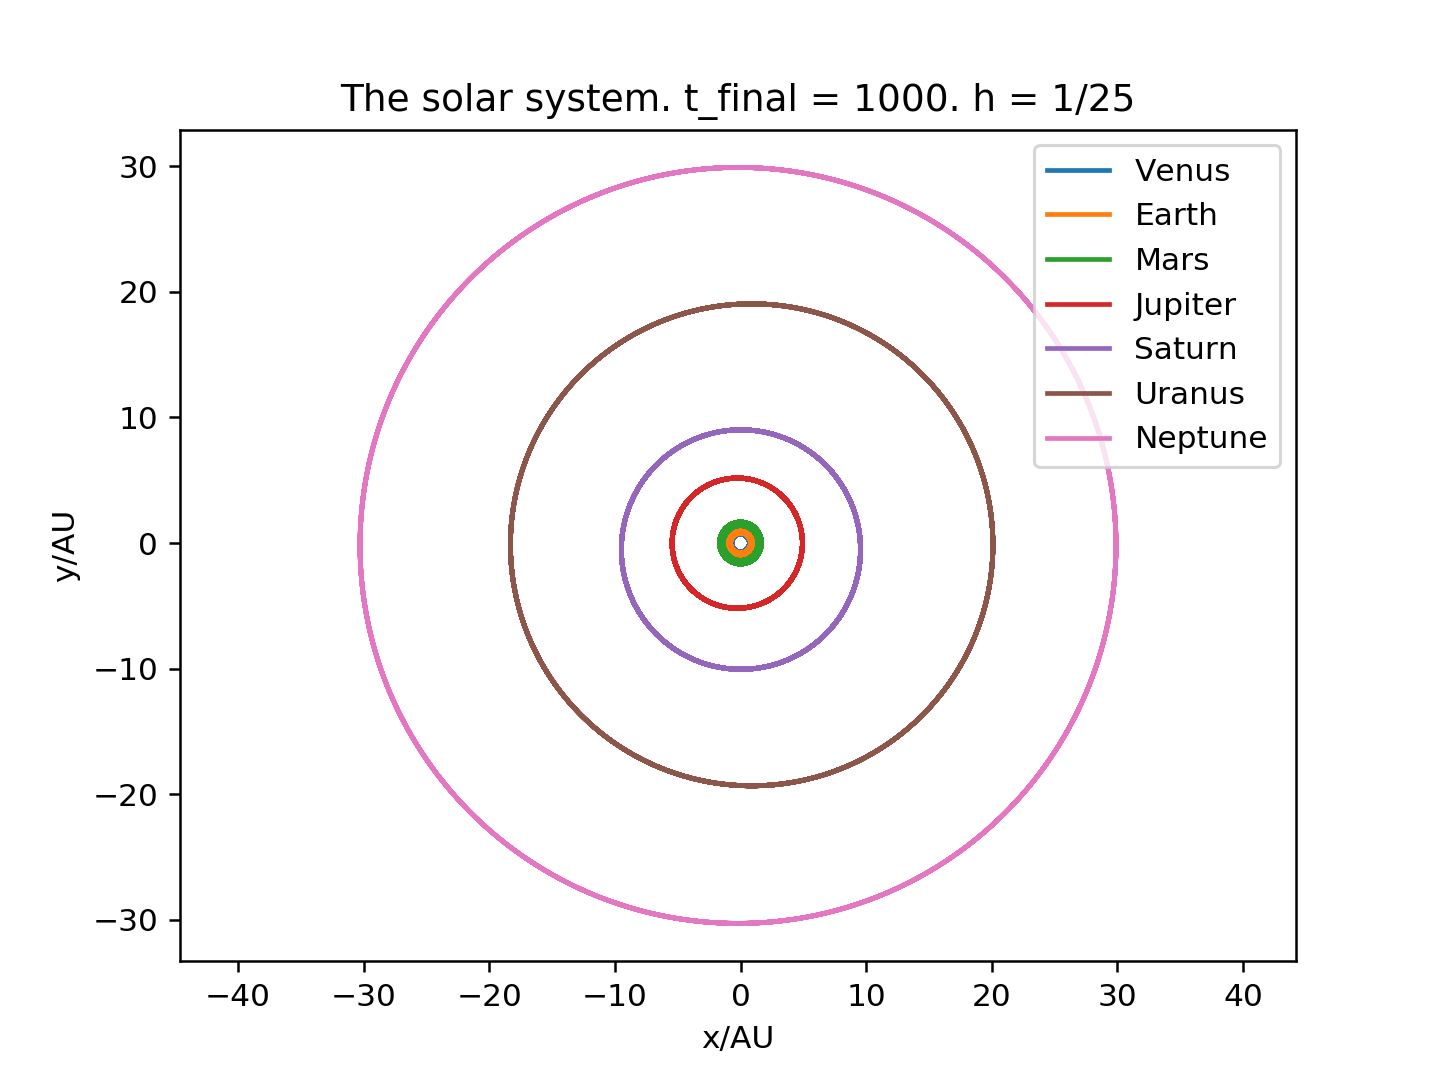 The solar system. t_final = 1000. h = 1/25
Venus
Earth
Mars
Jupiter
Saturn
Uranus
Neptune
30
20
10
0
−10
−20
−30
y/AU
−40
−30
−20
−10
0
10
20
30
40
x/AU